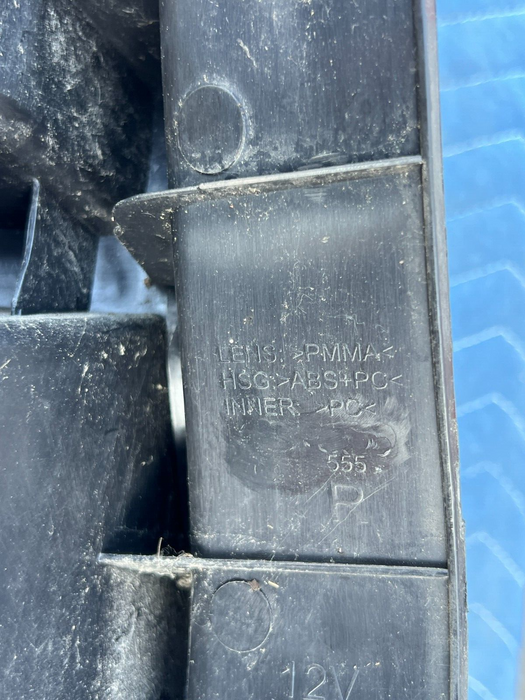 LENS: >PMMA<
HSG:>ABS+PC<
INNER: >PC<
555
R
12V